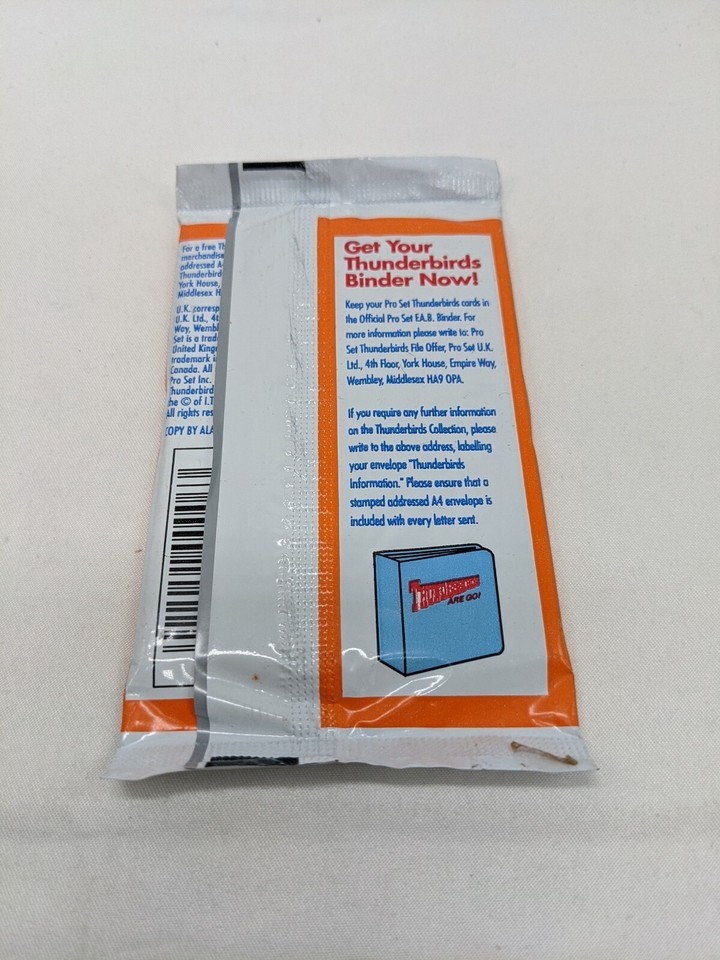 For a free
merchandise
addressed
Thunderbird
York House,
Middlesex
U.K. corresp
U.K. Ltd.,
Way, Wembl
Set is a trad
United King
trademark
Canada. All
Pro Set Inc.
Thunderbird
the © of I.T
All rights res
COPY BY ALA
Get Your
Thunderbirds
Binder Now!
Keep your Pro Set Thunderbirds cards in
the Official Pro Set F.A.B. Binder. For
more information please write to: Pro
Set Thunderbirds File Offer, Pro Set U.K.
Ltd., 4th Floor, York House, Empire Way,
Wembley, Middlesex HA9 OPA.
If you require any further information
on the Thunderbirds Collection, please
write to the above address, labelling
your envelope "Thunderbirds
Information." Please ensure that a
stamped addressed A4 envelope is
included with every letter sent.
THUNDERBIRDS
ARE GO!